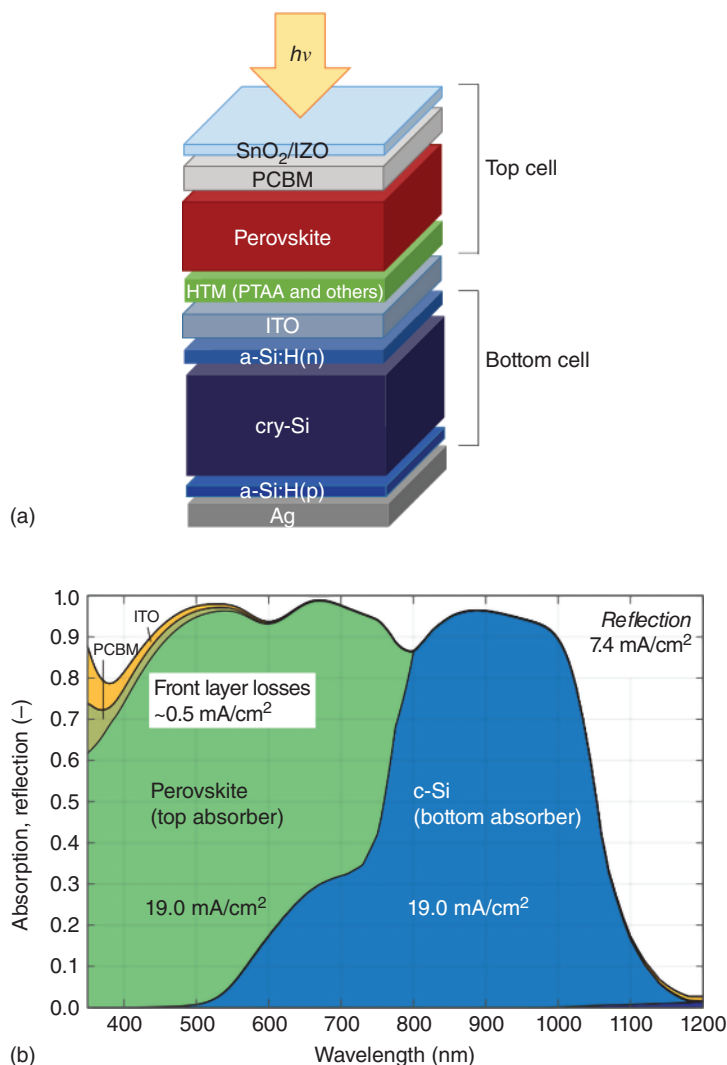 hν
SnO₂/IZO
PCBM
Perovskite
HTM (PTAA and others)
ITO
a-Si:H(n)
cry-Si
a-Si:H(p)
Ag
Top cell
Bottom cell
(a)
1.0
0.9
0.8
0.7
0.6
0.5
0.4
0.3
0.2
0.1
0.0
Absorption, reflection (–)
ITO
PCBM
Front layer losses
~0.5 mA/cm²
Reflection
7.4 mA/cm²
Perovskite
(top absorber)
c-Si
(bottom absorber)
19.0 mA/cm²
19.0 mA/cm²
400
500
600
700
800
900
1000
1100
1200
Wavelength (nm)
(b)